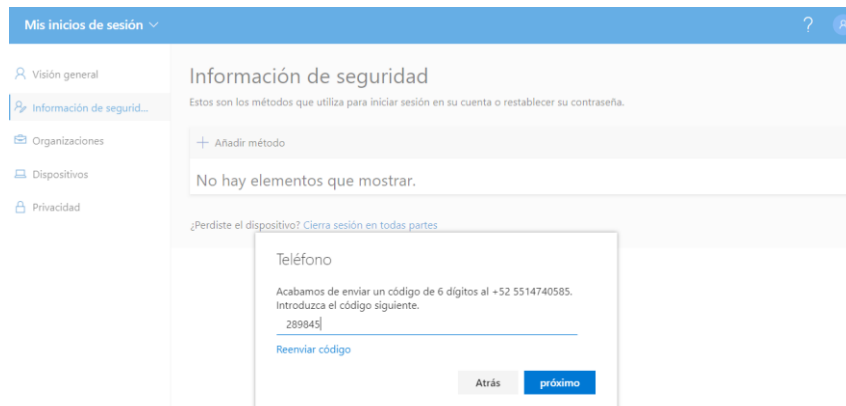 Mis inicios de sesión
?
Visión general
Información de segurid...
Organizaciones
Dispositivos
Privacidad
Información de seguridad
Estos son los métodos que utiliza para iniciar sesión en su cuenta o restablecer su contraseña.
+ Añadir método
No hay elementos que mostrar.
¿Perdiste el dispositivo? Cierra sesión en todas partes
Teléfono
Acabamos de enviar un código de 6 dígitos al +52 5514740585.
Introduzca el código siguiente.
289845
Reenviar código
Atrás próximo